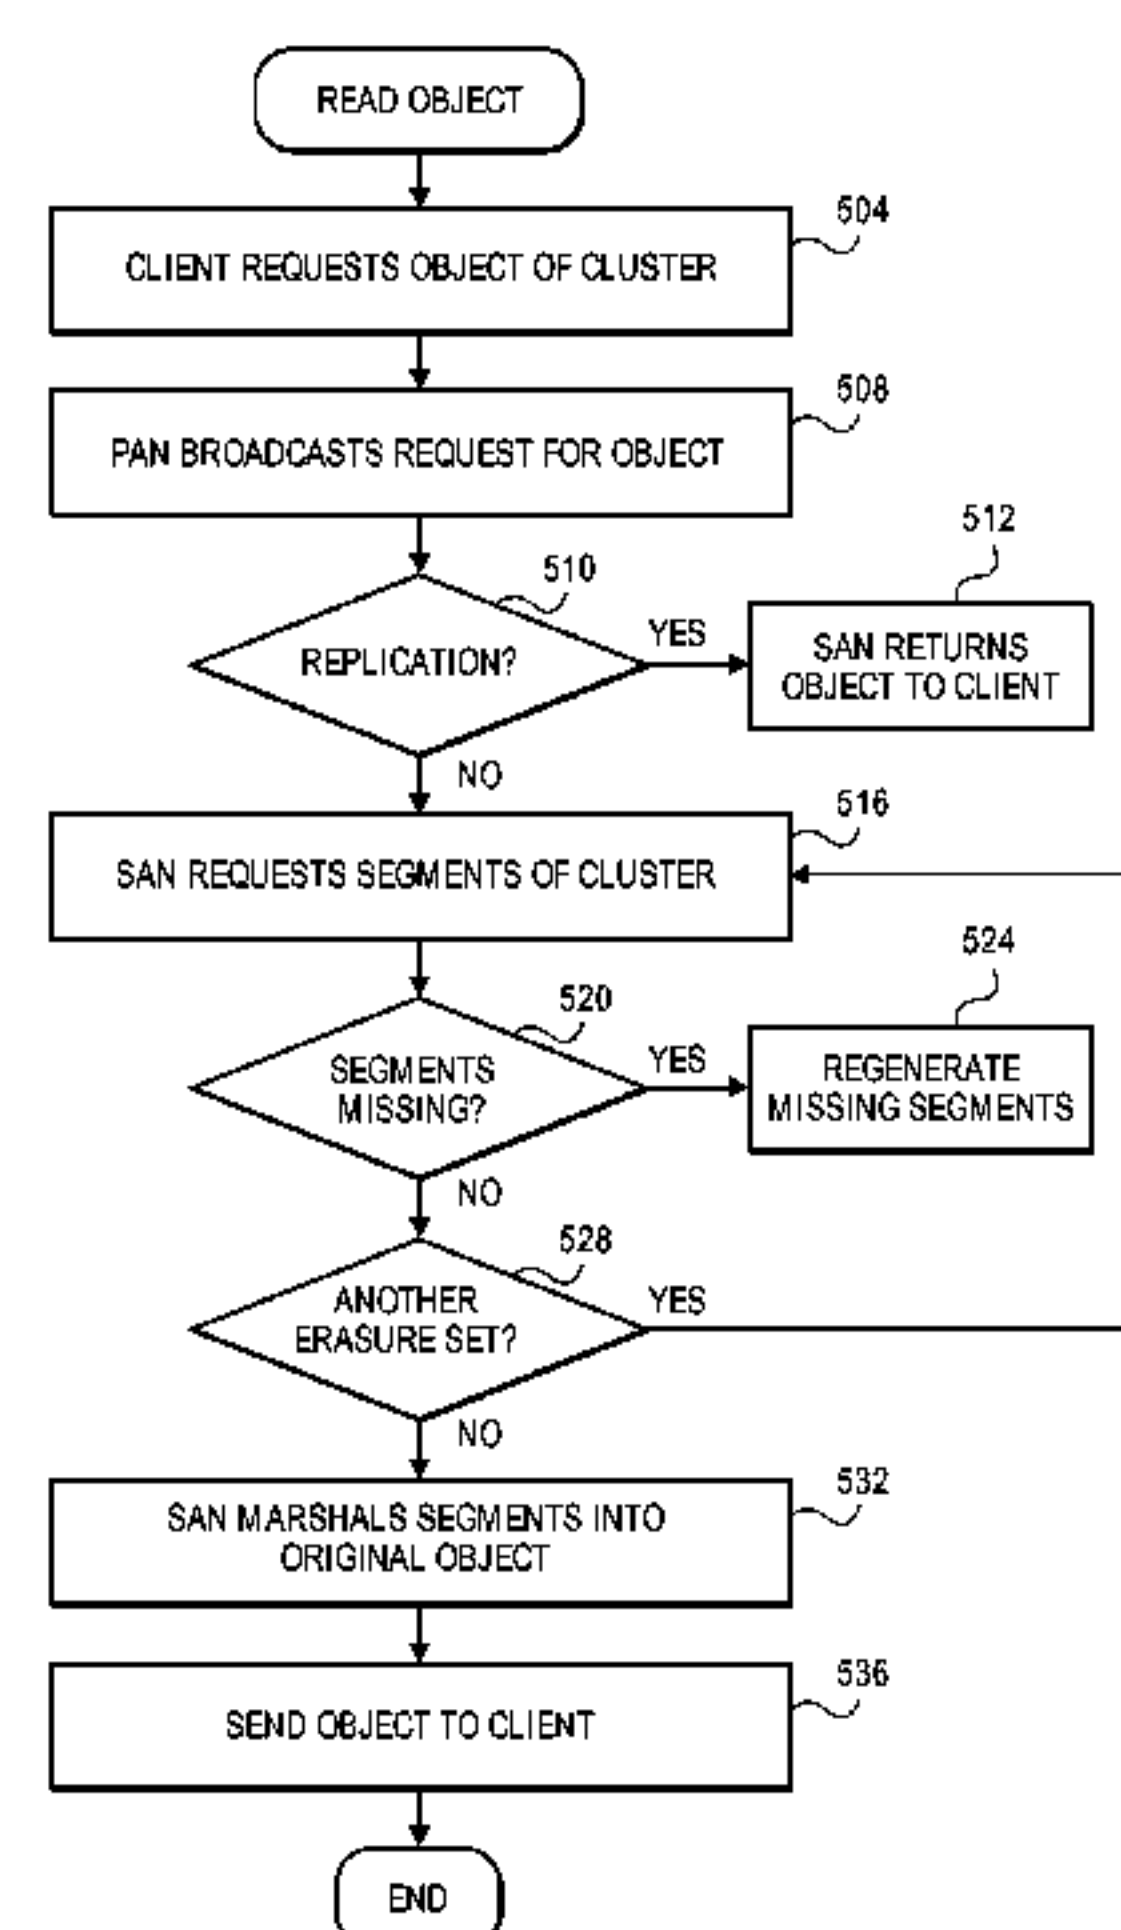 READ OBJECT
504
CLIENT REQUESTS OBJECT OF CLUSTER
508
PAN BROADCASTS REQUEST FOR OBJECT
510
512
REPLICATION?
YES
SAN RETURNS
OBJECT TO CLIENT
NO
516
SAN REQUESTS SEGMENTS OF CLUSTER
520
524
SEGMENTS
MISSING?
YES
REGENERATE
MISSING SEGMENTS
NO
528
ANOTHER
ERASURE SET?
YES
NO
532
SAN MARSHALS SEGMENTS INTO
ORIGINAL OBJECT
536
SEND OBJECT TO CLIENT
END